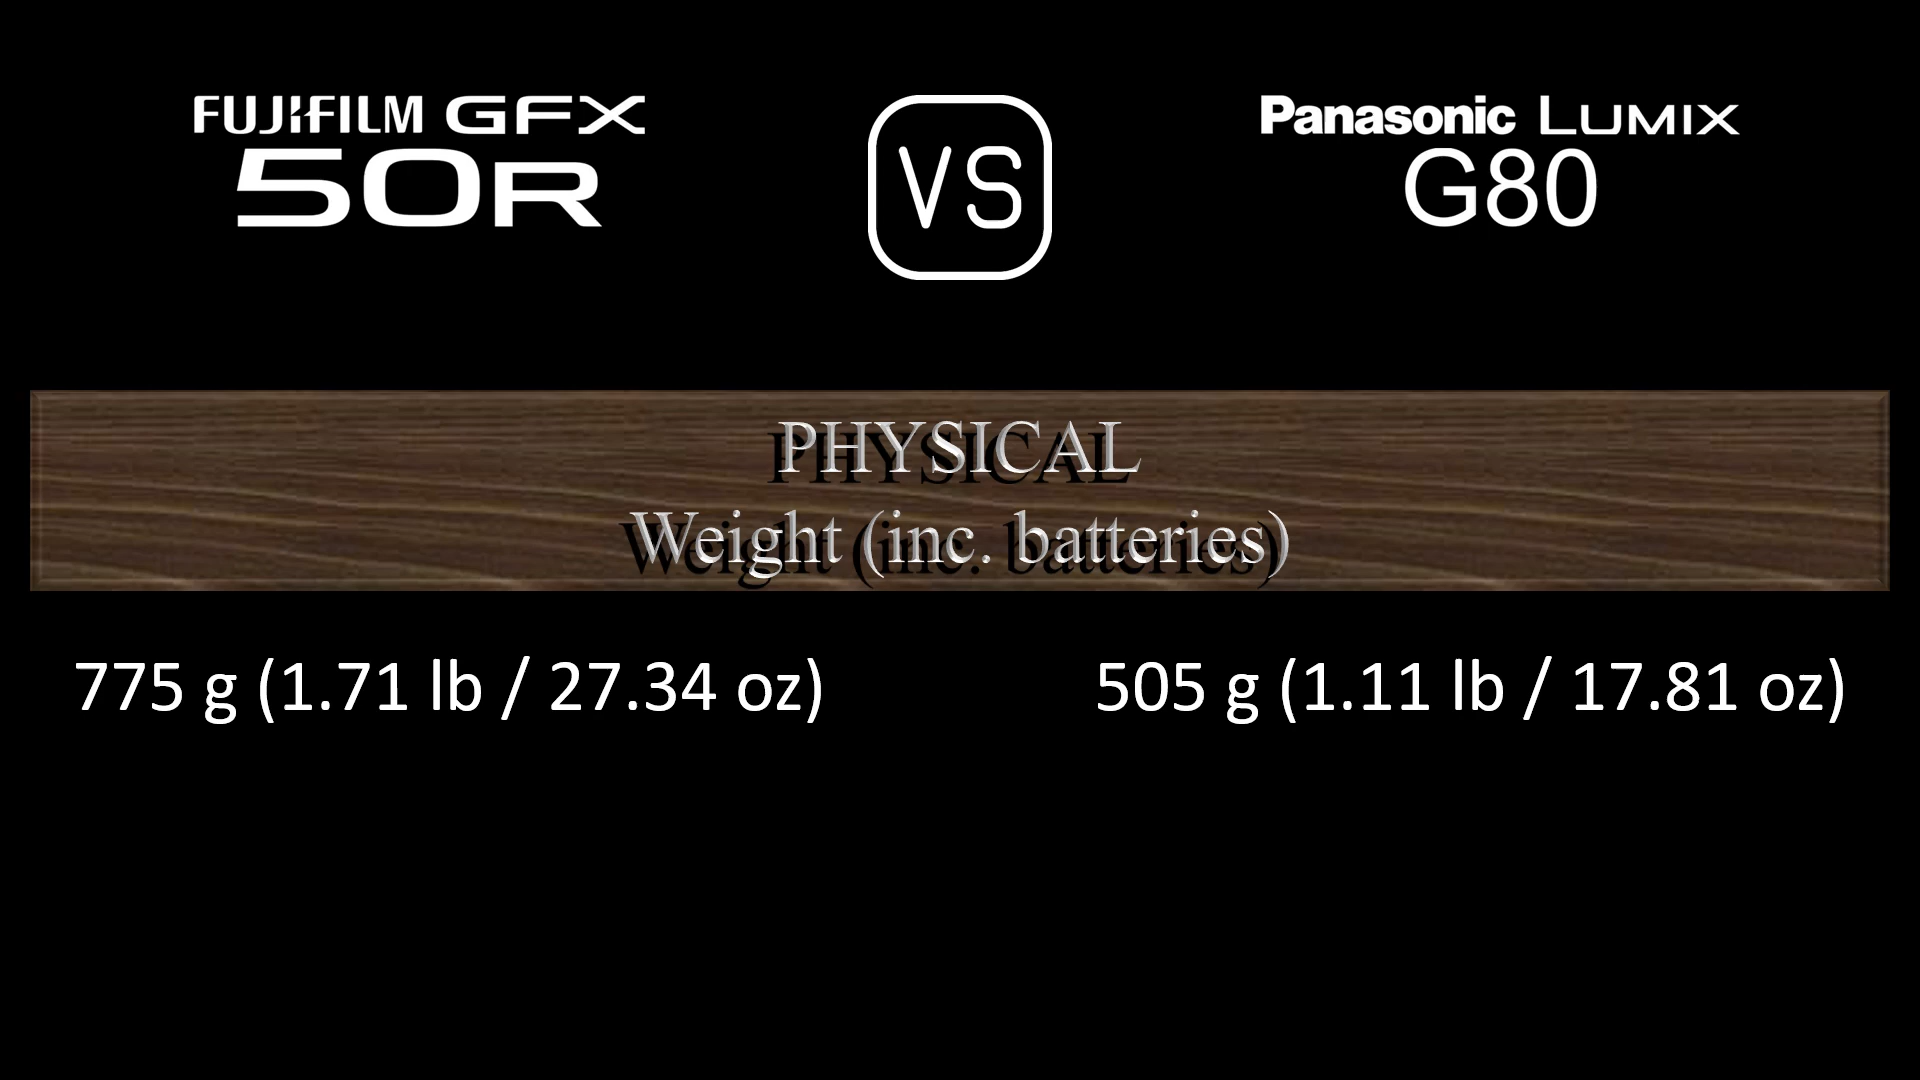 FUJIFILM GFX
50R
VS
Panasonic LUMIX
G80
PHYSICAL
Weight (inc. batteries)
775 g (1.71 lb / 27.34 oz)
505 g (1.11 lb / 17.81 oz)